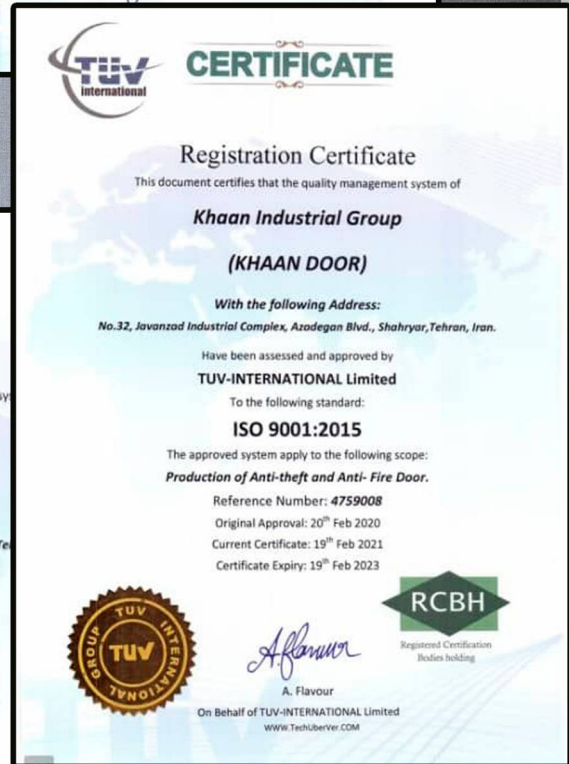 TÜV
international
CERTIFICATE
Registration Certificate
This document certifies that the quality management system of
Khaan Industrial Group
(KHAAN DOOR)
With the following Address:
No.32, Javanzad Industrial Complex, Azadegan Blvd., Shahryar,Tehran, Iran.
Have been assessed and approved by
TUV-INTERNATIONAL Limited
To the following standard:
ISO 9001:2015
The approved system apply to the following scope:
Production of Anti-theft and Anti- Fire Door.
Reference Number: 4759008
Original Approval: 20th Feb 2020
Current Certificate: 19th Feb 2021
Certificate Expiry: 19th Feb 2023
TUV INTERNATIONAL GROUP
TUV
RCBH
Registered Certification
Bodies holding
A. Flavour
On Behalf of TUV-INTERNATIONAL Limited
WWW.TechUberVer.COM